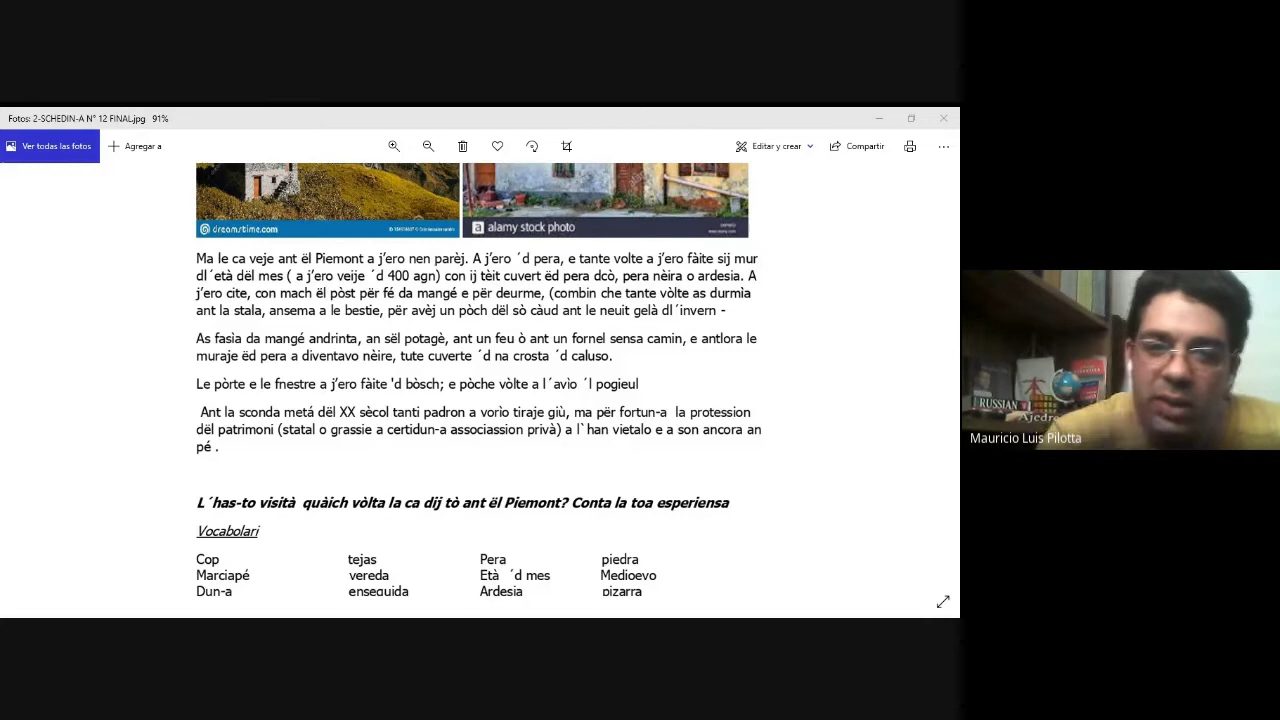 Fotos: 2-SCHEDIN-A N° 12 FINAL.jpg 91%
Ver todas las fotos
Agregar a
Editar y crear
Compartir
dreamstime.com
a alamy stock photo
Ma le ca veje ant ël Piemont a j’ero nen parèj. A j’ero ´d pera, e tante volte a j’ero fàite sij mur
dl´età dël mes ( a j’ero veije ´d 400 agn) con ij tèit cuvert ëd pera dcò, pera nèira o ardesia. A
j’ero cite, con mach ël pòst për fé da mangé e për deurme, (combin che tante vòlte as durmìa
ant la stala, ansema a le bestie, për avèj un pòch dël sò càud ant le neuit gelà dl´invern -
As fasìa da mangé andrinta, an sël potagè, ant un feu ò ant un fornel sensa camin, e antlora le
muraje ëd pera a diventavo nèire, tute cuverte ´d na crosta ´d caluso.
Le pòrte e le fnestre a j’ero fàite 'd bòsch; e pòche vòlte a l´avìo ´l pogieul
Ant la sconda metá dël XX sècol tanti padron a vorìo tiraje giù, ma për fortun-a la protession
dël patrimoni (statal o grassie a certidun-a associassion privà) a l`han vietalo e a son ancora an
pé .
L´has-to visità quàich vòlta la ca dij tò ant ël Piemont? Conta la toa esperiensa
Vocabolari
Cop tejas Pera piedra
Marciapé vereda Età ´d mes Medioevo
Dun-a enseguida Ardesia pizarra
RUSSIAN
Ajedre
Mauricio Luis Pilotta